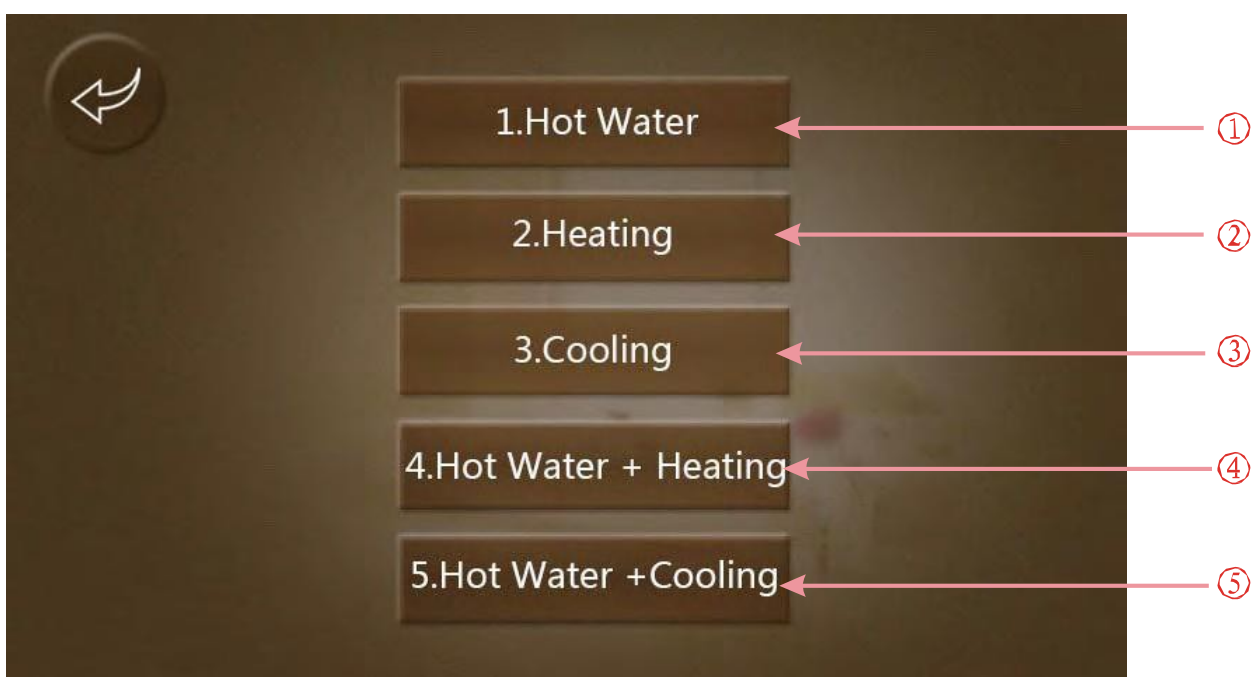 1.Hot Water ①
2.Heating ②
3.Cooling ③
4.Hot Water + Heating ④
5.Hot Water +Cooling ⑤